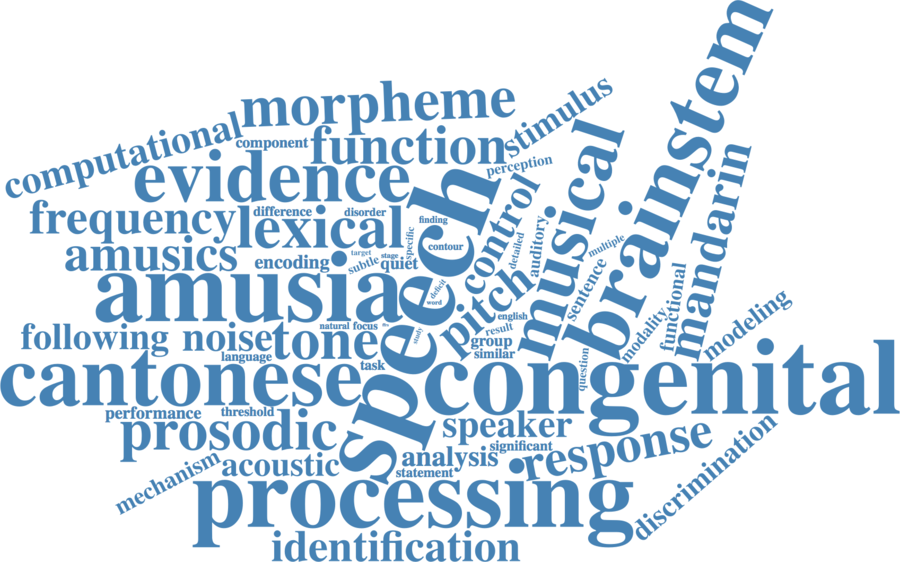 brainstem
morpheme
stimulus
computational
component
function
musical
perception
evidence
mandarin
speech
control
frequency
difference
disorder
lexical
finding
specific
contour
detailed
auditory
multiple
amusics
encoding
target
stage
subtle
quiet
sentence
amusia
deficit
word
pitch
functional
modality
modeling
following
noise
tone
natural
focus
study
english
result
group
similar
language
task
question
cantonese
congenital
performance
threshold
prosodic
speaker
significant
response
discrimination
mechanism
acoustic
analysis
statement
processing
identification